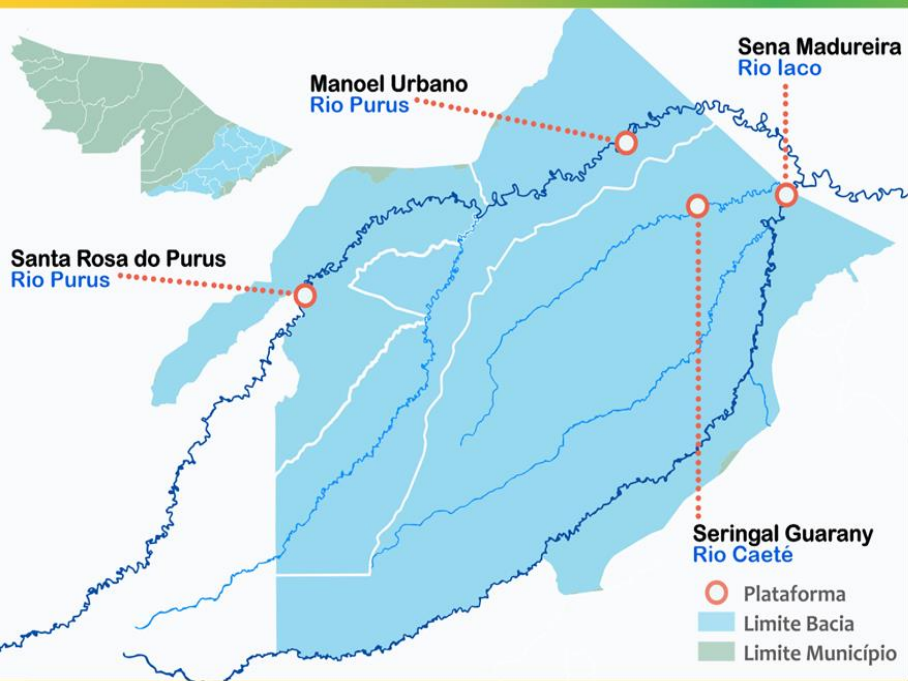 Sena Madureira
Rio Iaco
Manoel Urbano
Rio Purus
Santa Rosa do Purus
Rio Purus
Seringal Guarany
Rio Caeté
Plataforma
Limite Bacia
Limite Município